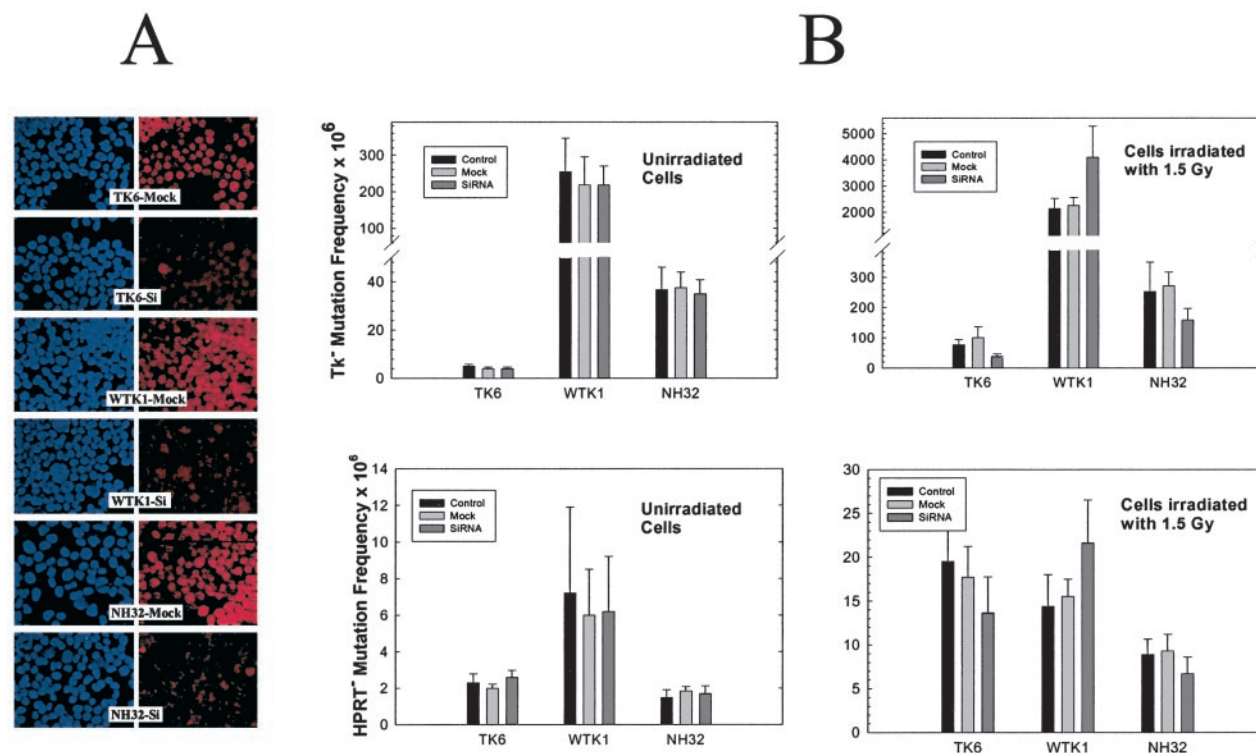 A
B
TK6-Mock
TK6-Si
WTK1-Mock
WTK1-Si
NH32-Mock
NH32-Si
Tk- Mutation Frequency x 10^6
300
200
100
40
20
0
Control
Mock
SiRNA
Unirradiated
Cells
TK6
WTK1
NH32
5000
4000
3000
2000
300
200
100
0
Control
Mock
SiRNA
Cells irradiated
with 1.5 Gy
TK6
WTK1
NH32
HPRT- Mutation Frequency x 10^6
14
12
10
8
6
4
2
0
Control
Mock
SiRNA
Unirradiated
Cells
TK6
WTK1
NH32
30
25
20
15
10
5
0
Control
Mock
SiRNA
Cells irradiated
with 1.5 Gy
TK6
WTK1
NH32